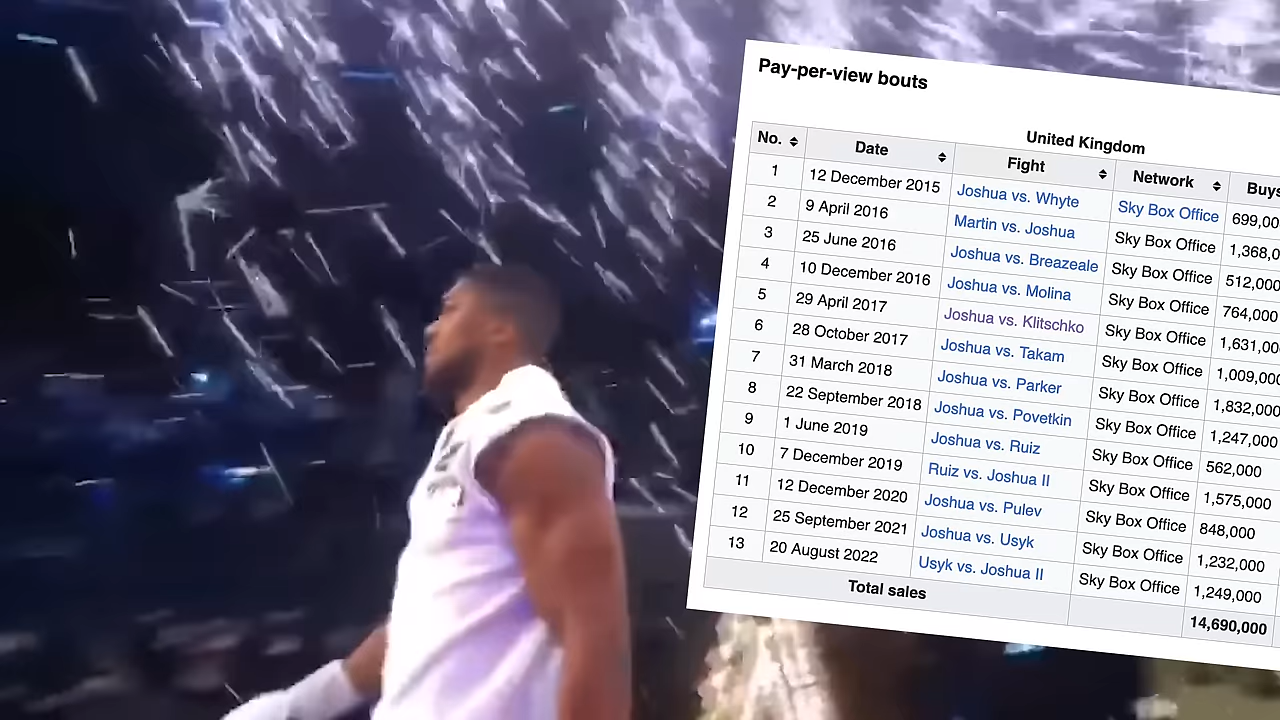 Pay-per-view bouts
United Kingdom
No. Date Fight Network Buys
1 12 December 2015 Joshua vs. Whyte Sky Box Office 699,00
2 9 April 2016 Martin vs. Joshua Sky Box Office 1,368,0
3 25 June 2016 Joshua vs. Breazeale Sky Box Office 512,000
4 10 December 2016 Joshua vs. Molina Sky Box Office 764,000
5 29 April 2017 Joshua vs. Klitschko Sky Box Office 1,631,00
6 28 October 2017 Joshua vs. Takam Sky Box Office 1,009,000
7 31 March 2018 Joshua vs. Parker Sky Box Office 1,832,000
8 22 September 2018 Joshua vs. Povetkin Sky Box Office 1,247,000
9 1 June 2019 Joshua vs. Ruiz Sky Box Office 562,000
10 7 December 2019 Ruiz vs. Joshua II Sky Box Office 1,575,000
11 12 December 2020 Joshua vs. Pulev Sky Box Office 848,000
12 25 September 2021 Joshua vs. Usyk Sky Box Office 1,232,000
13 20 August 2022 Usyk vs. Joshua II Sky Box Office 1,249,000
Total sales 14,690,000